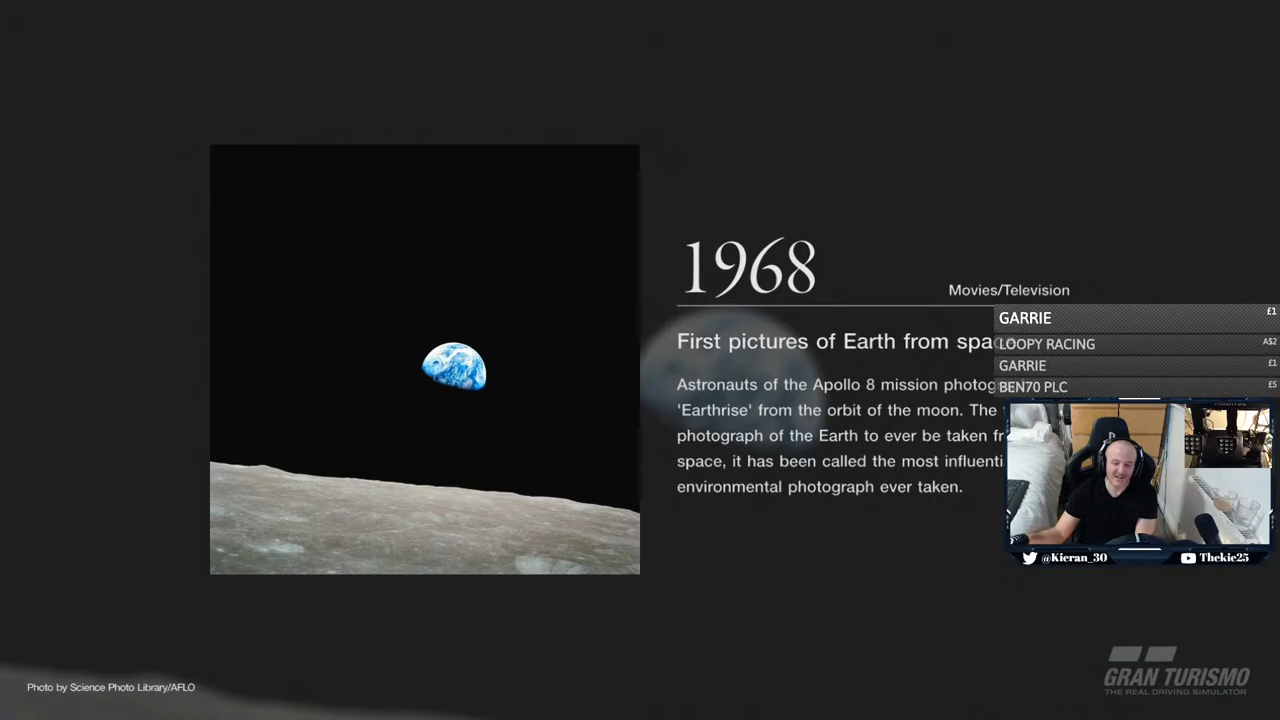 1968
Movies/Television
First pictures of Earth from spa
Astronauts of the Apollo 8 mission photog
'Earthrise' from the orbit of the moon. The
photograph of the Earth to ever be taken fr
space, it has been called the most influenti
environmental photograph ever taken.
GARRIE £1
LOOPY RACING A$2
GARRIE £1
BEN70 PLC £5
@Kieran_30
Thekie25
Photo by Science Photo Library/AFLO
GRAN TURISMO
THE REAL DRIVING SIMULATOR